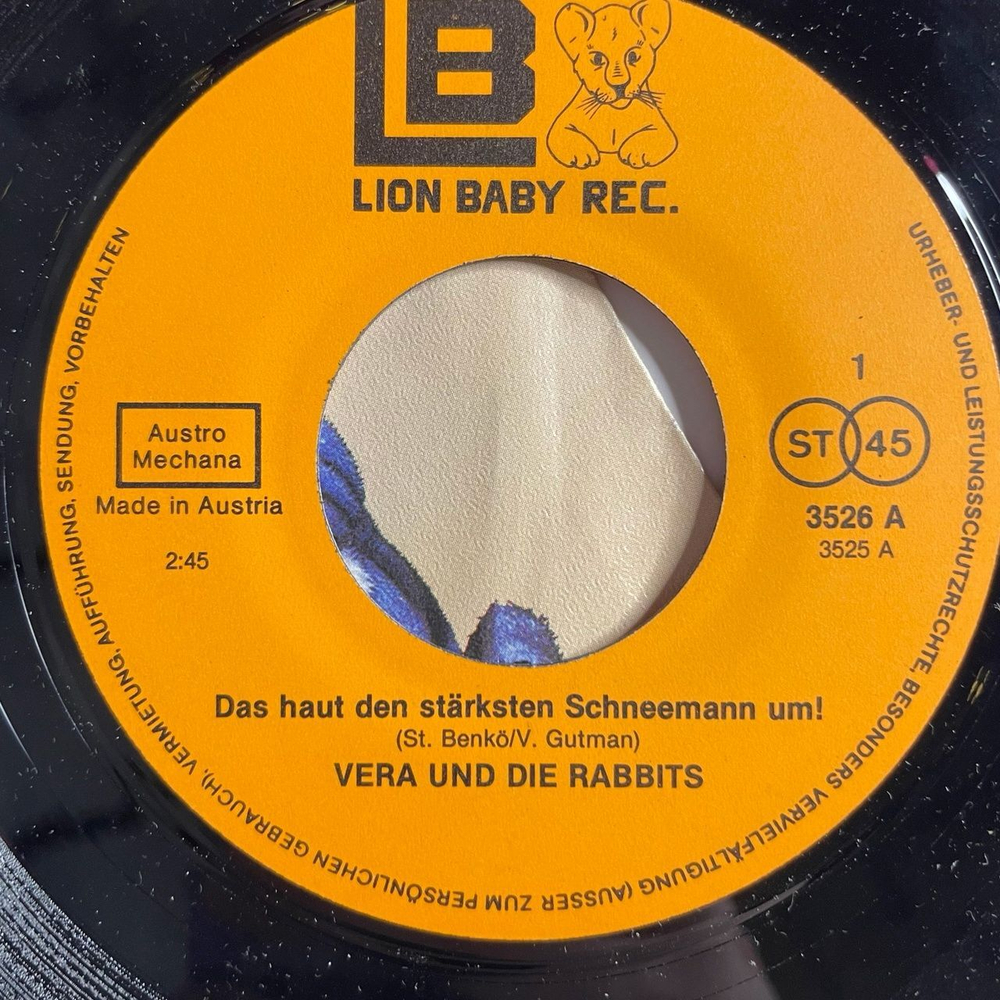 LB
LION BABY REC.
URHEBER- UND LEISTUNGSSCHUTZRECHTE, BESONDERS VERVIELFÄLTIGUNG (AUSSER ZUM PERSÖNLICHEN GEBRAUCH), VERMIETUNG, AUFFÜHRUNG, SENDUNG, VORBEHALTEN
1
Austro
Mechana
ST 45
Made in Austria
3526 A
3525 A
2:45
Das haut den stärksten Schneemann um!
(St. Benkö/V. Gutman)
VERA UND DIE RABBITS